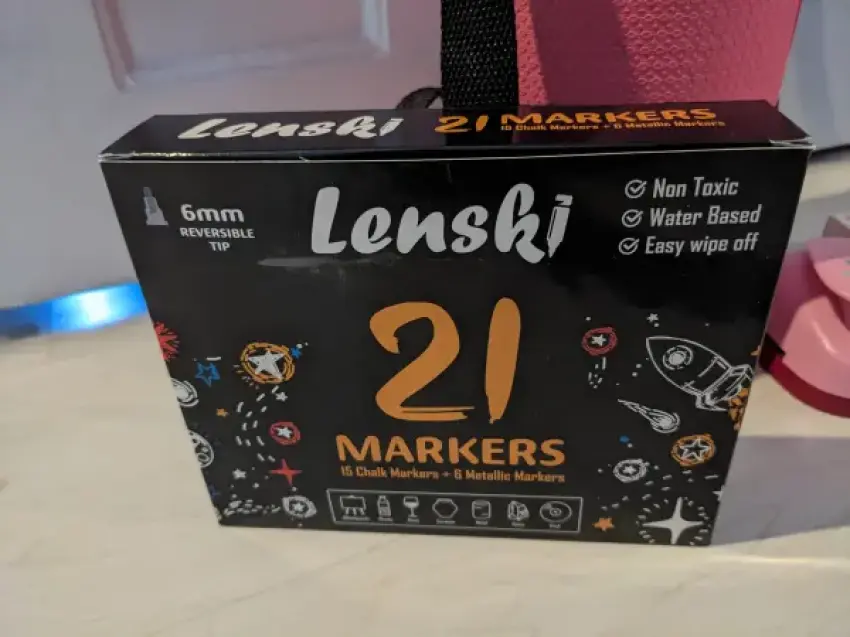 Lenski 21 MARKERS
15 Chalk Markers + 6 Metallic Markers
6mm
REVERSIBLE
TIP
Lenski
Non Toxic
Water Based
Easy wipe off
21
MARKERS
15 Chalk Markers + 6 Metallic Markers